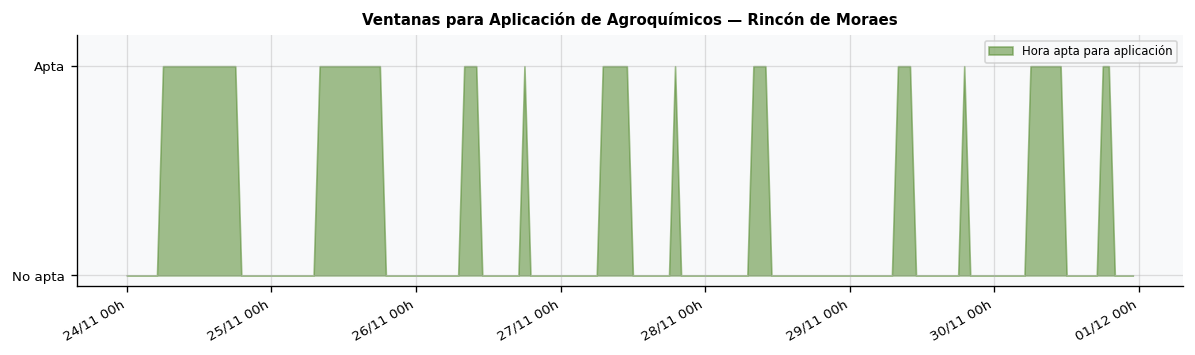 Ventanas para Aplicación de Agroquímicos — Rincón de Moraes
Hora apta para aplicación
Apta
No apta
24/11 00h
25/11 00h
26/11 00h
27/11 00h
28/11 00h
29/11 00h
30/11 00h
01/12 00h